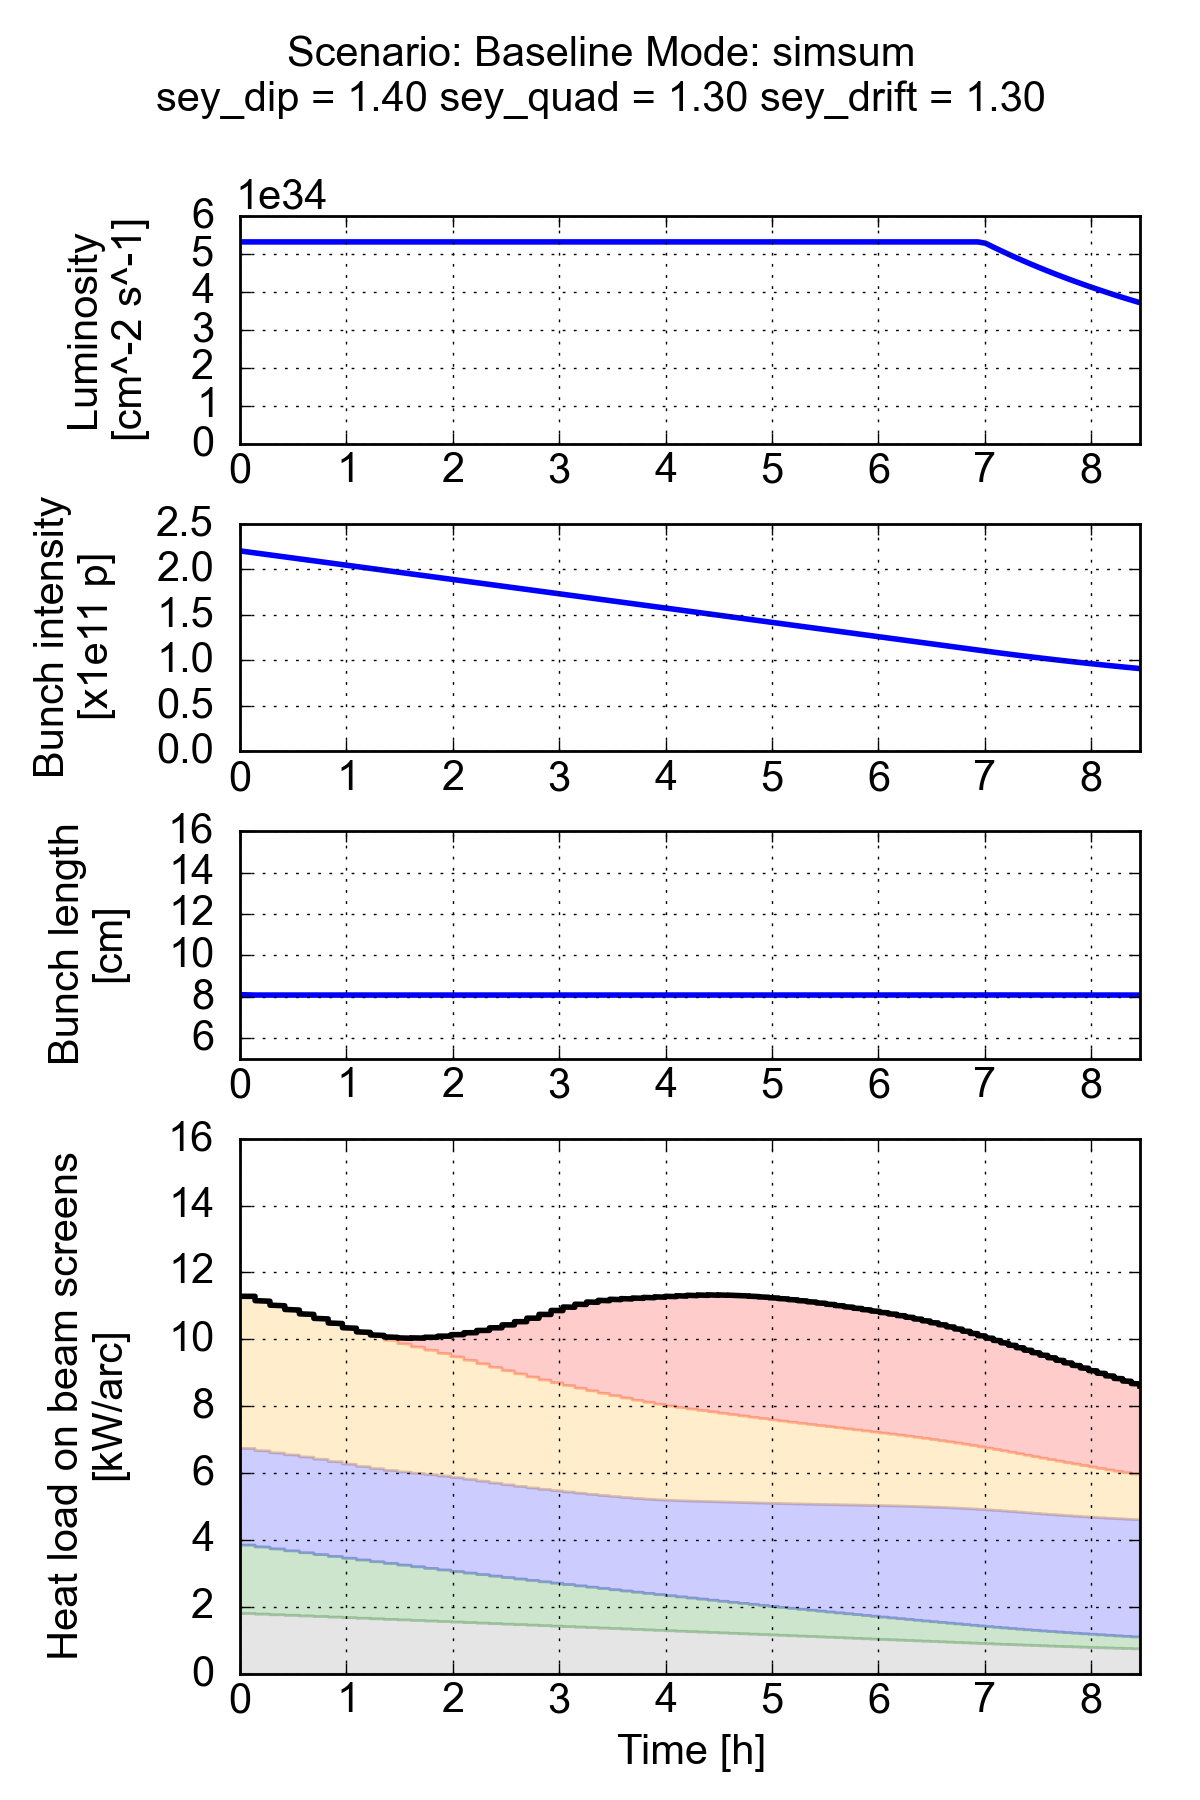 Scenario: Baseline Mode: simsum
sey_dip = 1.40 sey_quad = 1.30 sey_drift = 1.30
1e34
Luminosity
[cm^-2 s^-1]
6
5
4
3
2
1
0
0 1 2 3 4 5 6 7 8
Bunch intensity
[x1e11 p]
2.5
2.0
1.5
1.0
0.5
0.0
0 1 2 3 4 5 6 7 8
Bunch length
[cm]
16
14
12
10
8
6
0 1 2 3 4 5 6 7 8
Heat load on beam screens
[kW/arc]
16
14
12
10
8
6
4
2
0
0 1 2 3 4 5 6 7 8
Time [h]